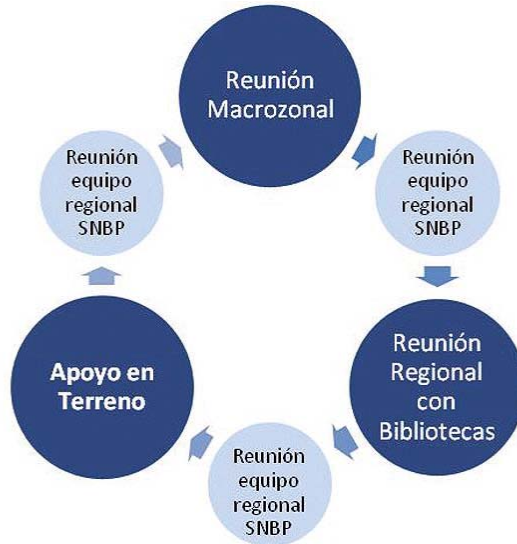 Reunión
Macrozonal
Reunión
equipo
regional
SNBP
Reunión
Regional
con
Bibliotecas
Reunión
equipo
regional
SNBP
Apoyo en
Terreno
Reunión
equipo
regional
SNBP